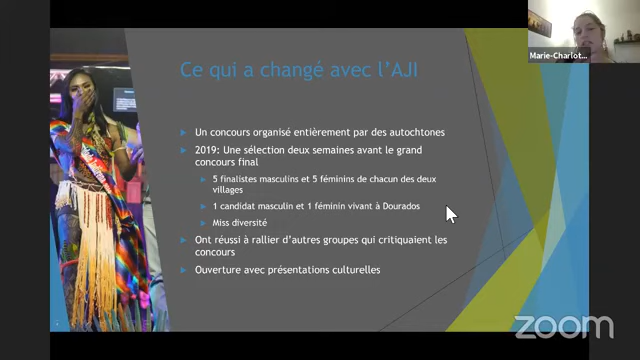 Marie-Charlot...
Ce qui a changé avec l'AJI
Un concours organisé entièrement par des autochtones
2019: Une sélection deux semaines avant le grand
concours final
5 finalistes masculins et 5 féminins de chacun des deux
villages
1 candidat masculin et 1 féminin vivant à Dourados
Miss diversité
Ont réussi à rallier d'autres groupes qui critiquaient les
concours
Ouverture avec présentations culturelles
zoom